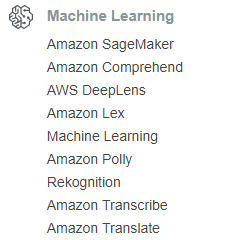 Machine Learning
Amazon SageMaker
Amazon Comprehend
AWS DeepLens
Amazon Lex
Machine Learning
Amazon Polly
Rekognition
Amazon Transcribe
Amazon Translate